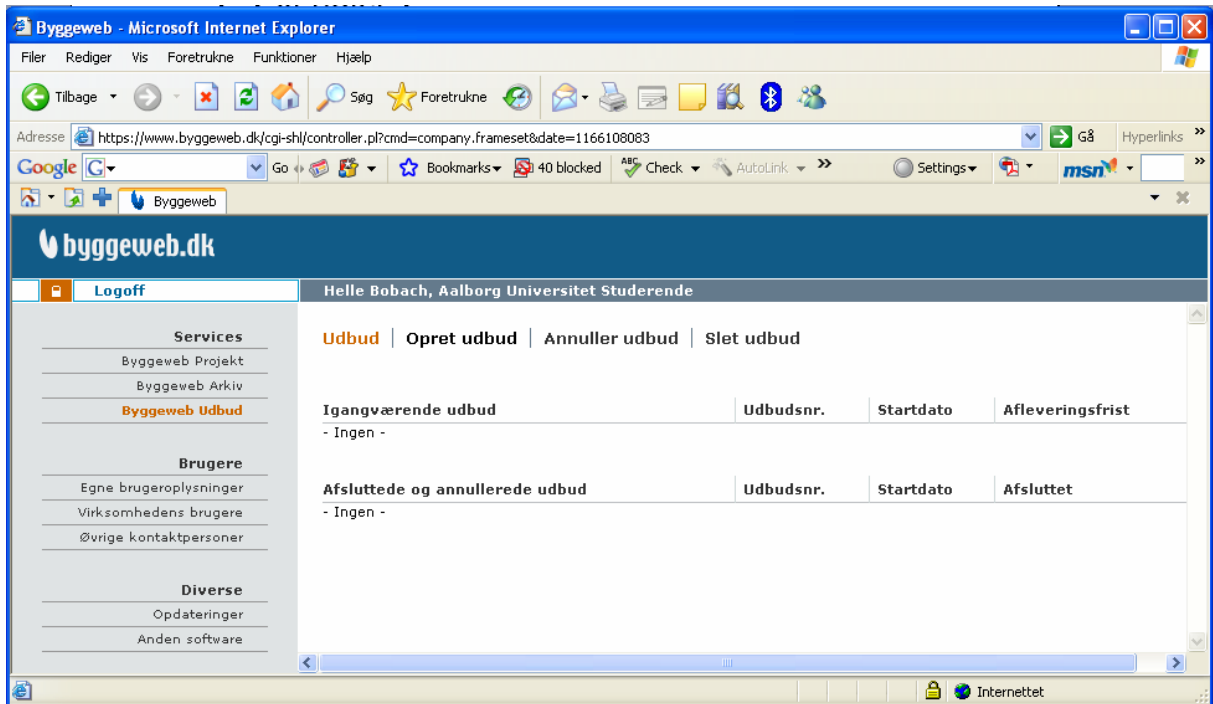 Byggeweb - Microsoft Internet Explorer
Filer Rediger Vis Foretrukne Funktioner Hjælp
Tilbage Søg Foretrukne
Adresse https://www.byggeweb.dk/cgi-shl/controller.pl?cmd=company.frameset&date=1166108083 Gå Hyperlinks »
Google G Go Bookmarks 40 blocked ABC Check AutoLink » Settings msn »
Byggeweb
byggeweb.dk
Logoff Helle Bobach, Aalborg Universitet Studerende
Udbud | Opret udbud | Annuller udbud | Slet udbud
Services
Byggeweb Projekt
Byggeweb Arkiv
Byggeweb Udbud
Brugere
Egne brugeroplysninger
Virksomhedens brugere
Øvrige kontaktpersoner
Diverse
Opdateringer
Anden software
Igangværende udbud Udbudsnr. Startdato Afleveringsfrist
- Ingen -
Afsluttede og annullerede udbud Udbudsnr. Startdato Afsluttet
- Ingen -
Internettet